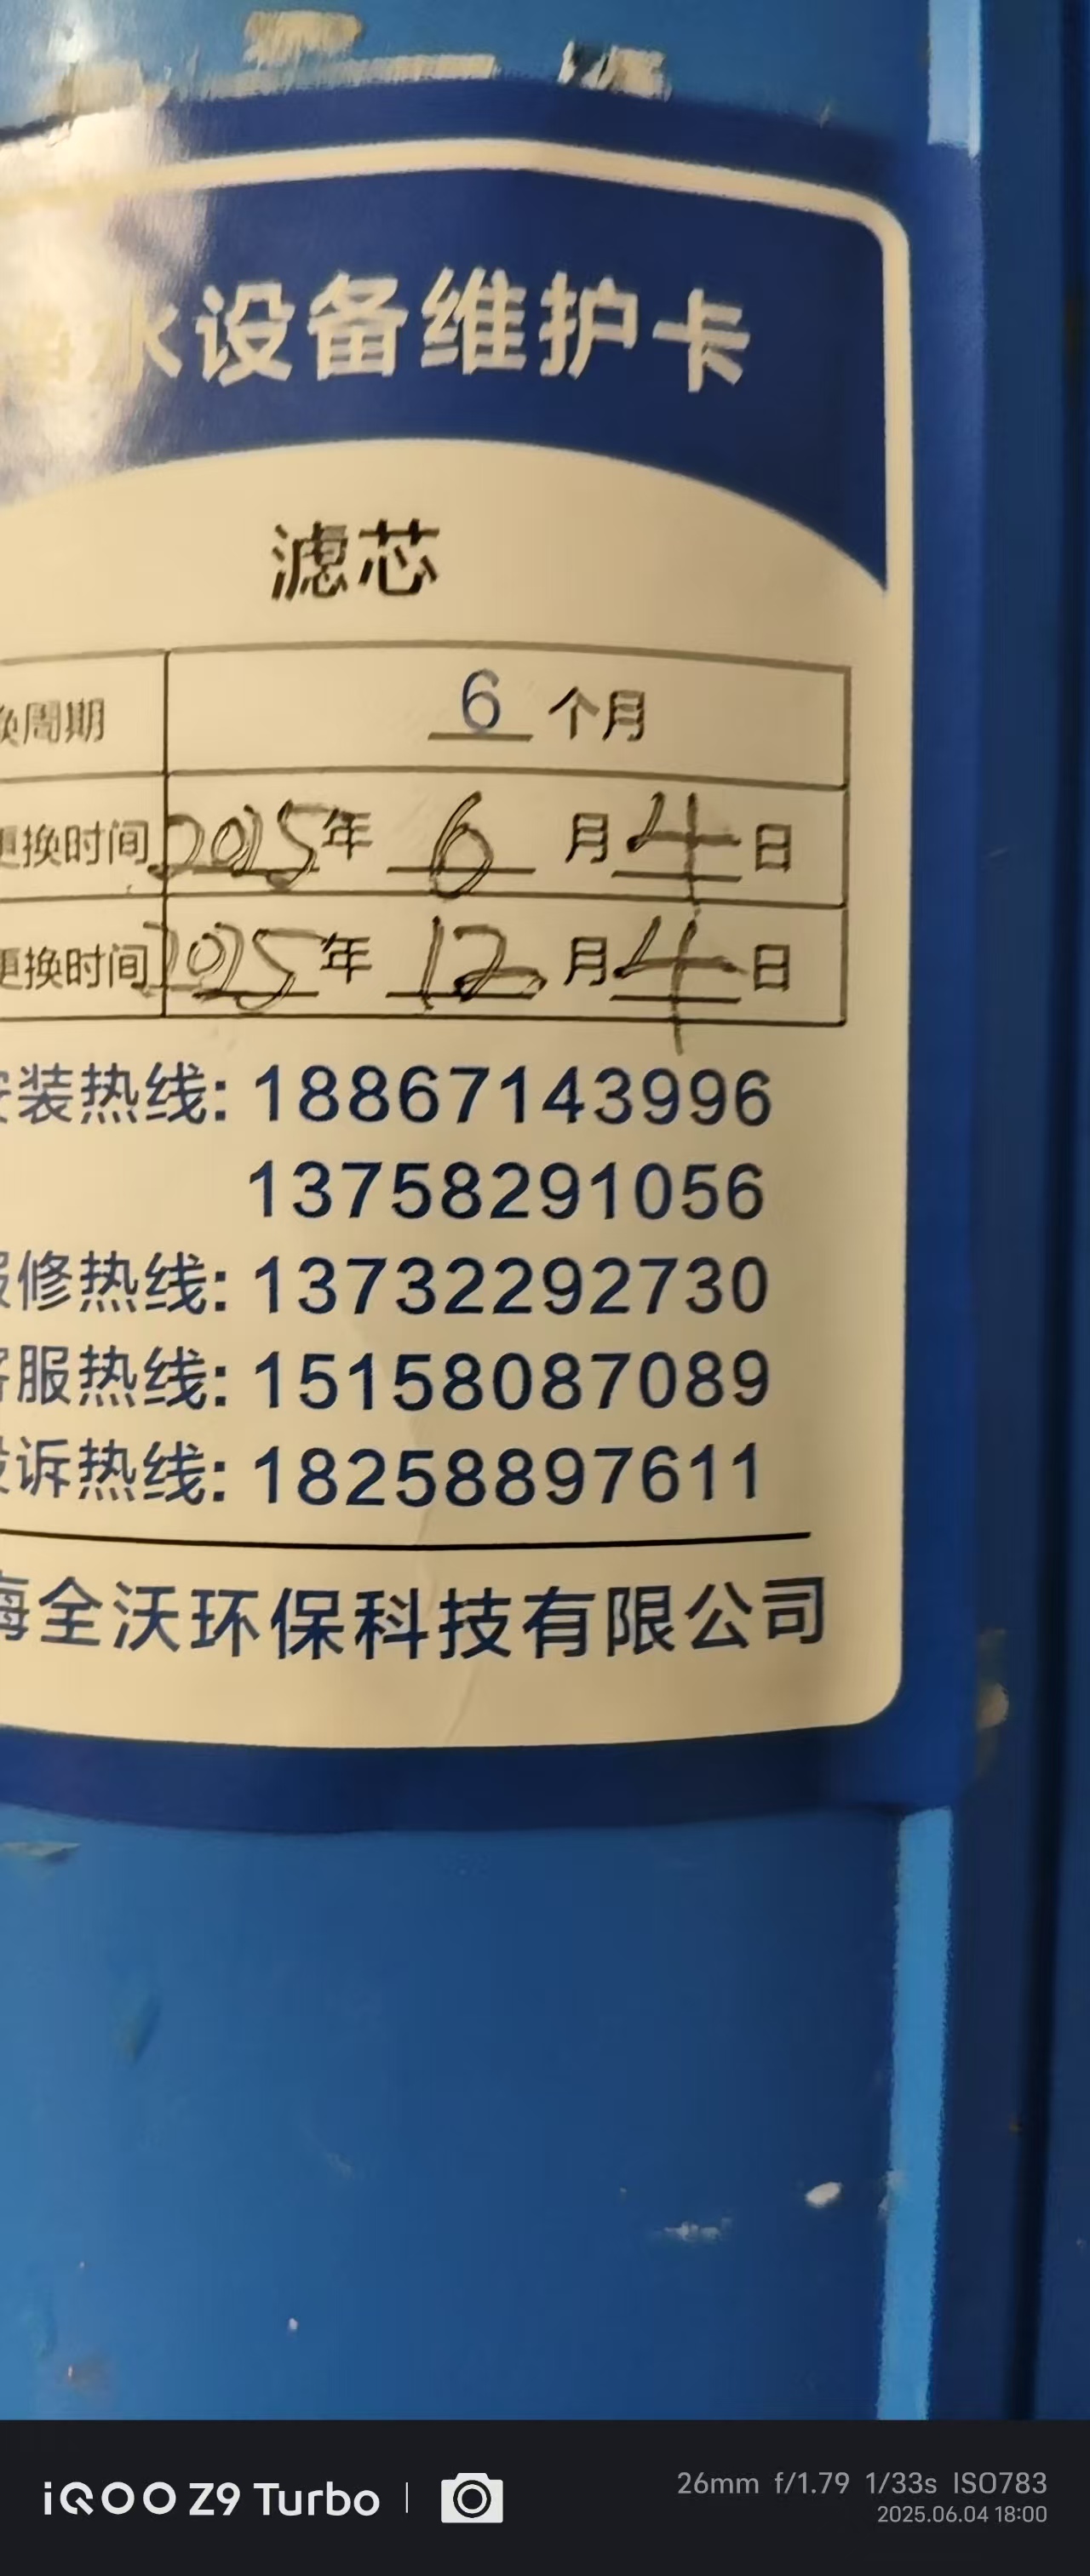 水设备维护卡
滤芯
换周期 6 个月
更换时间 2025年 6 月 4 日
更换时间 2025年 12 月 4 日
安装热线: 18867143996
13758291056
报修热线: 13732292730
客服热线: 15158087089
投诉热线: 18258897611
海全沃环保科技有限公司
iQOO Z9 Turbo
26mm f/1.79 1/33s ISO783
2025.06.04 18:00